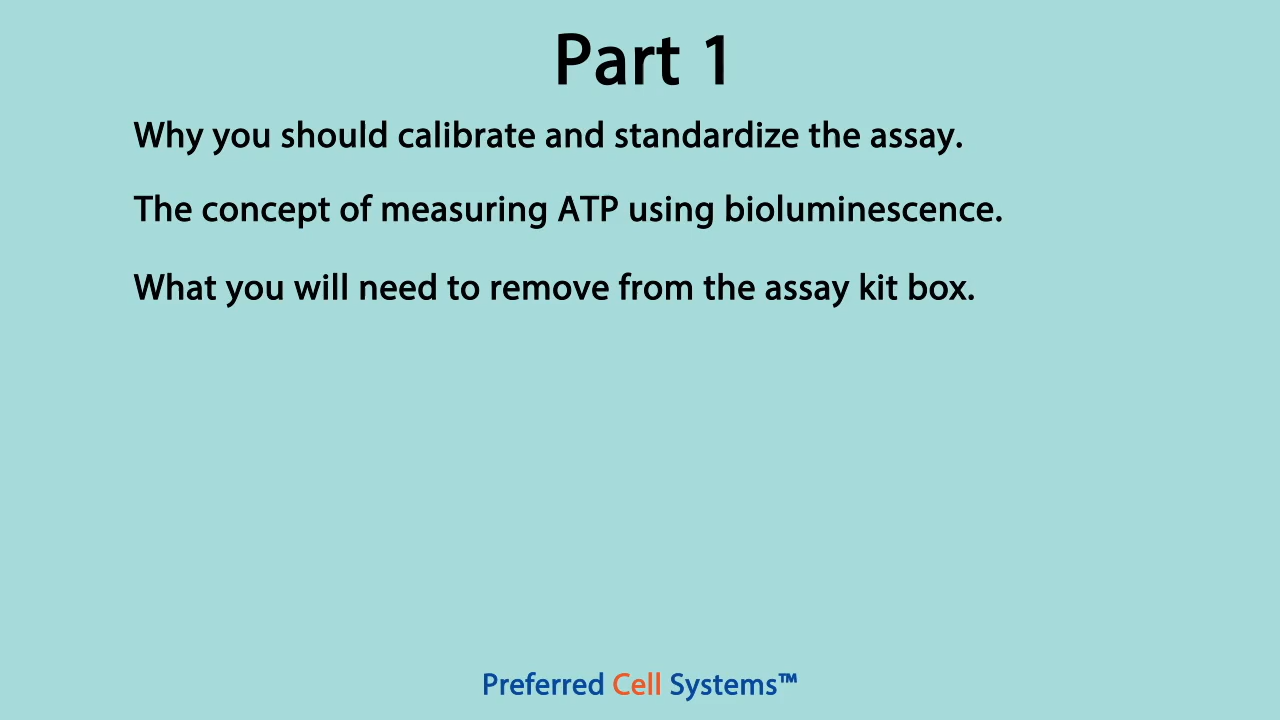 Part 1
Why you should calibrate and standardize the assay.
The concept of measuring ATP using bioluminescence.
What you will need to remove from the assay kit box.
Preferred Cell Systems™